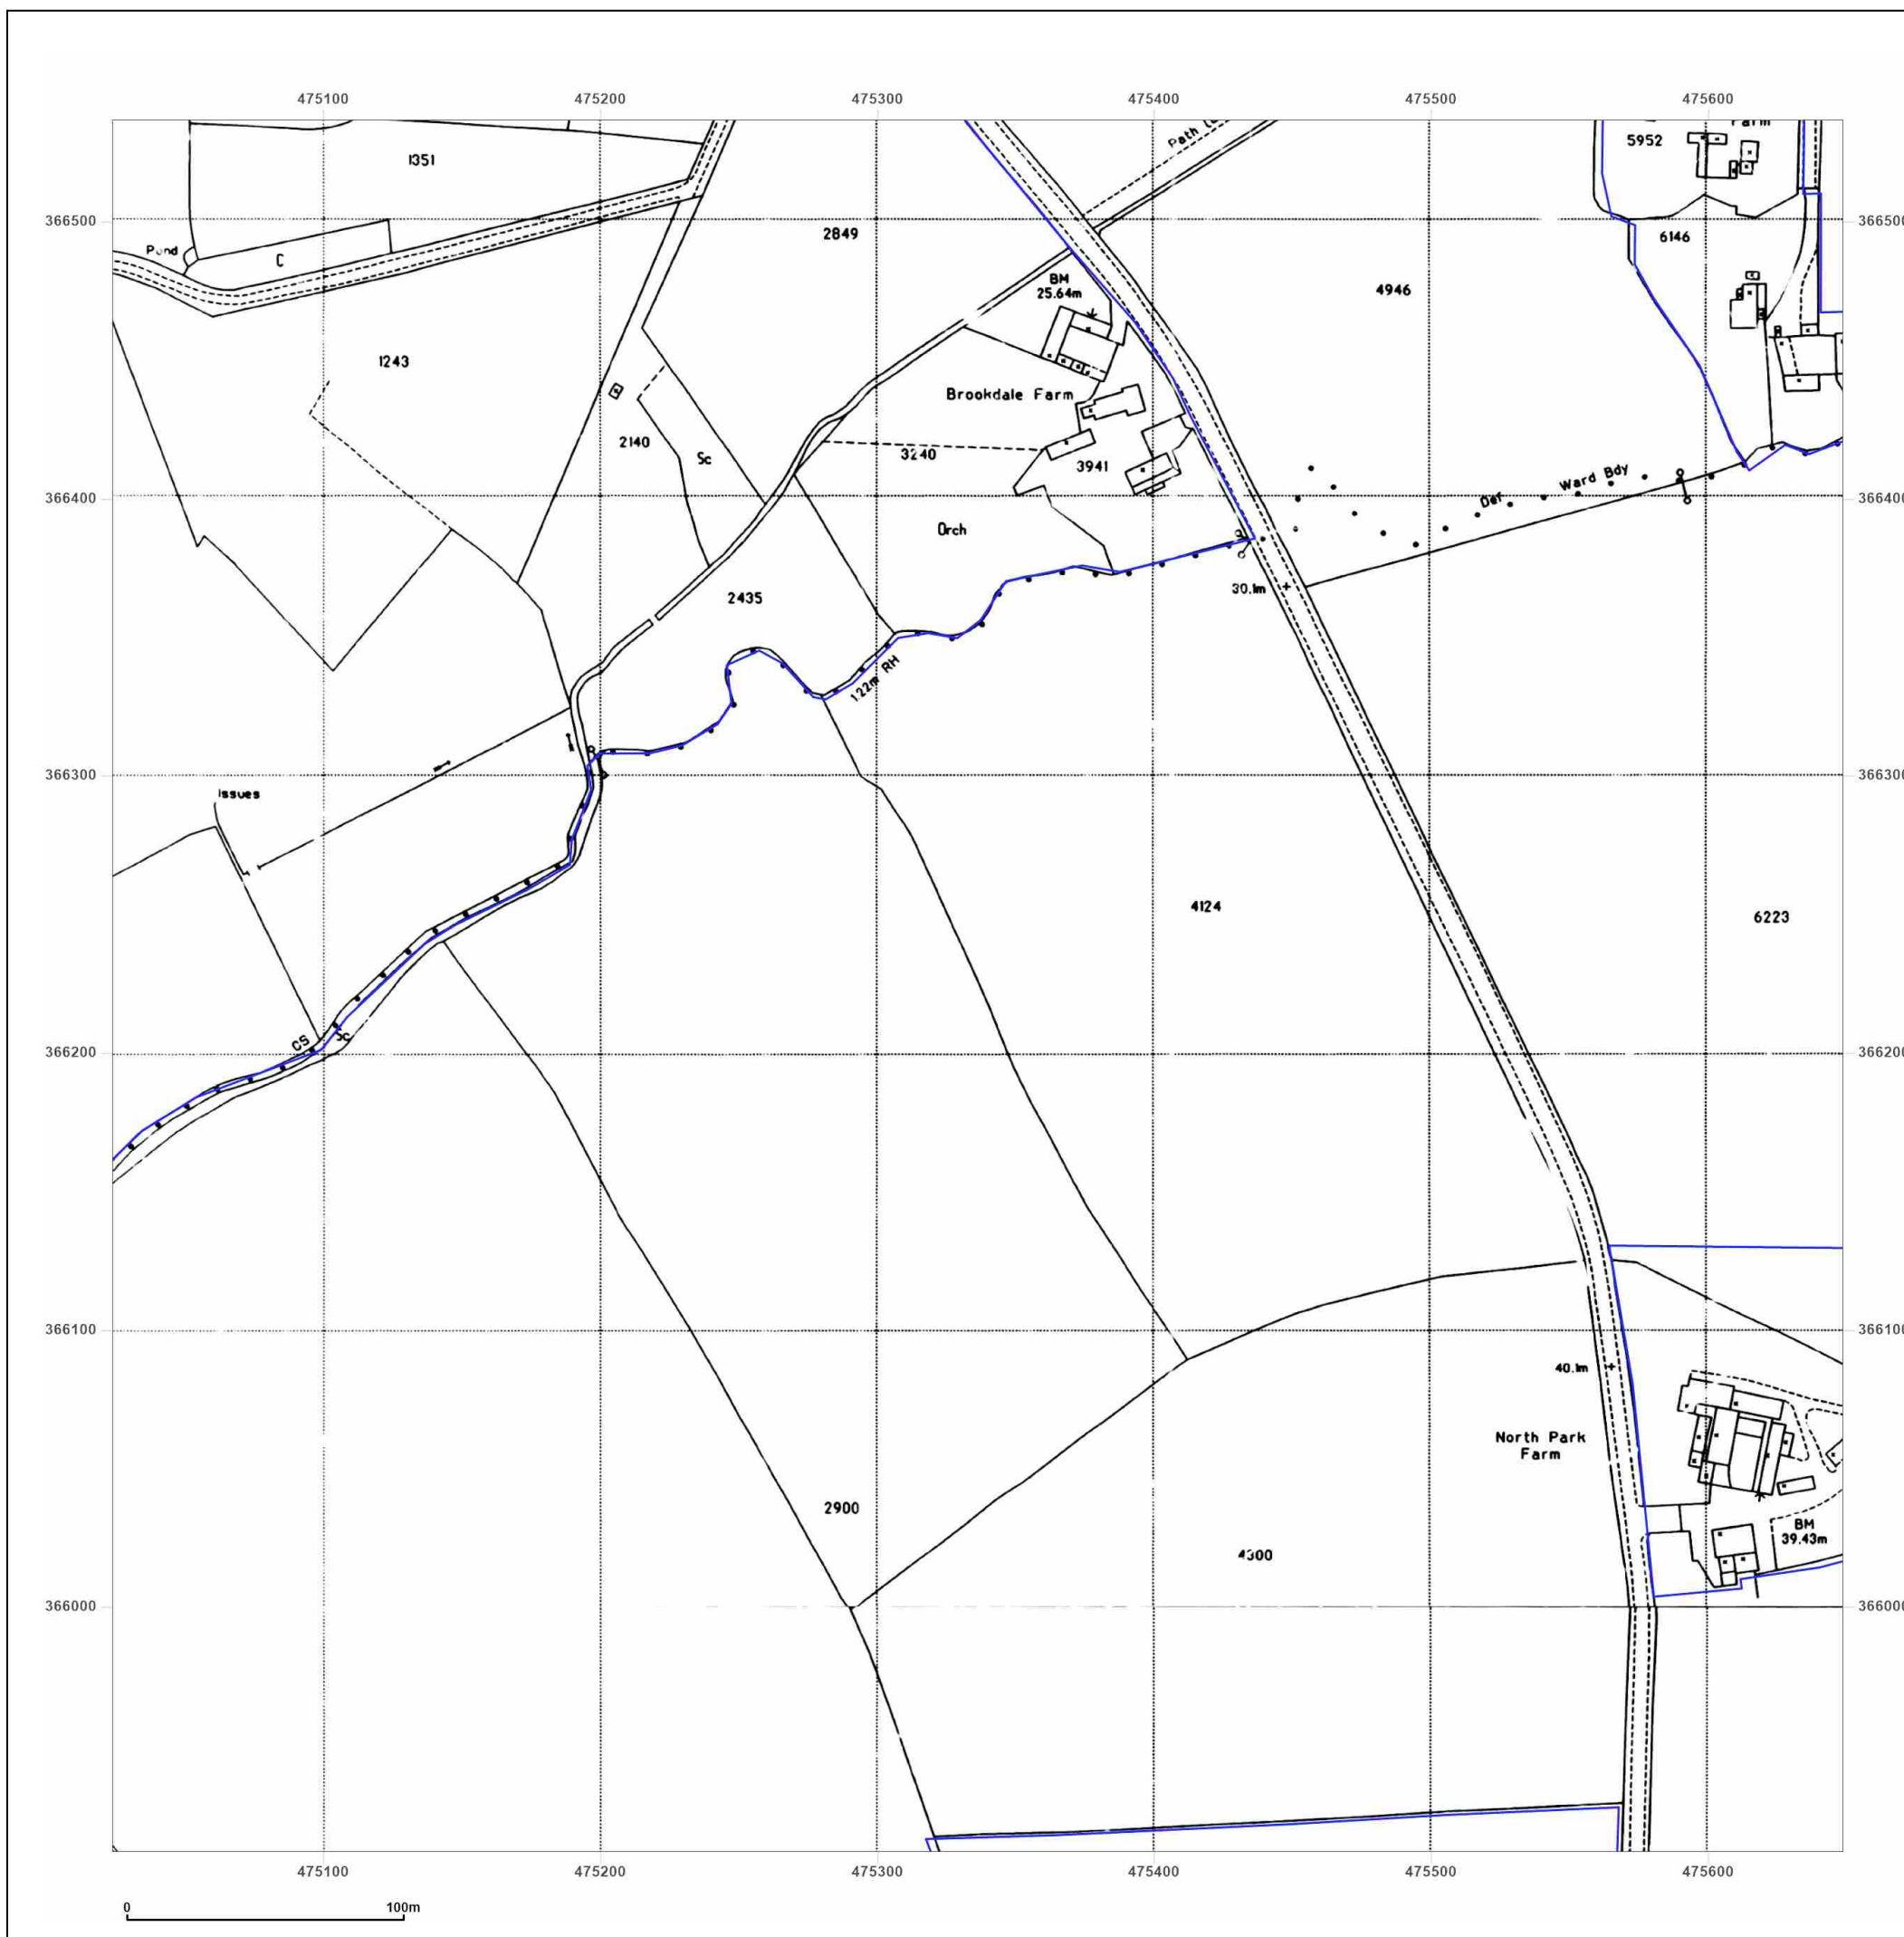 475100 475200 475300 475400 475500 475600
Path
Farm
5952
1351
366500 366500
2849
6146
Pond
C
BM
25.64m
4946
1243
Brookdale Farm
2140
3240
Sc
3941
Def Ward Bdy
366400 366400
Orch
30.1m
2435
1.22m RH
366300 366300
Issues
4124
6223
CS
Sc
366200 366200
366100 366100
40.1m
North Park
Farm
2900
BM
39.43m
4300
366000 366000
475100 475200 475300 475400 475500 475600
0 100m